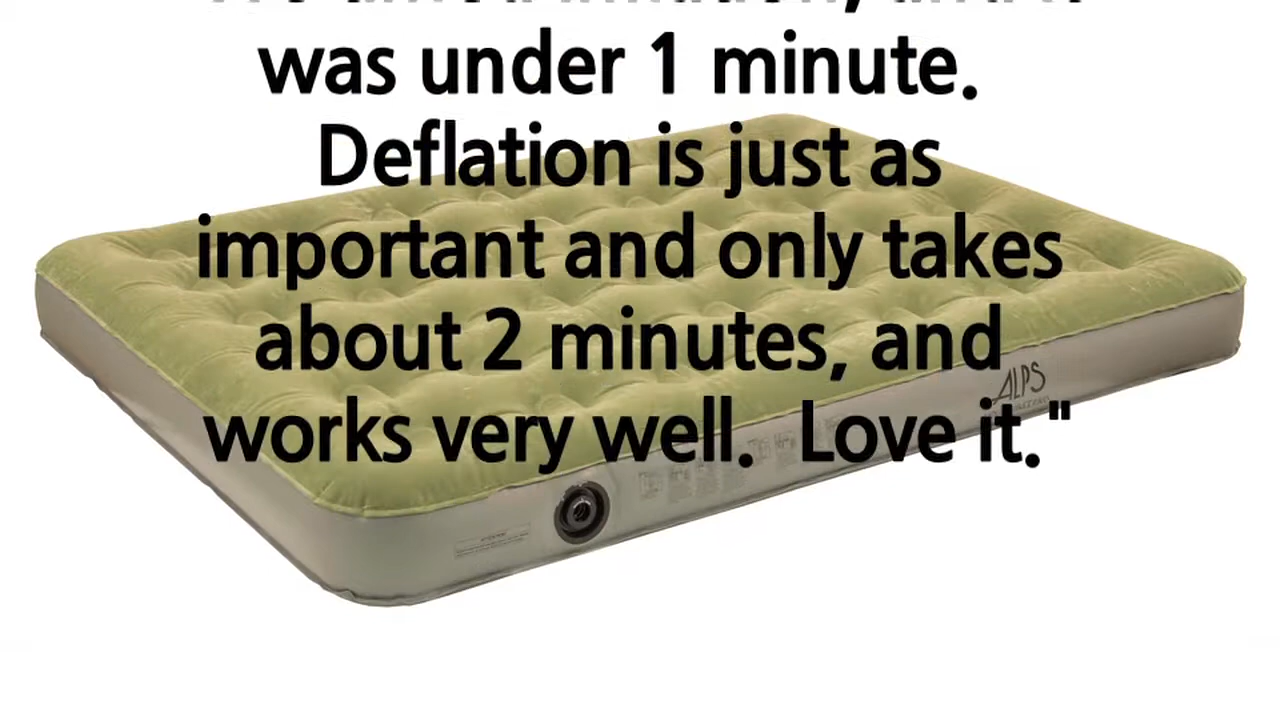 was under 1 minute.
Deflation is just as
important and only takes
about 2 minutes, and
works very well.  Love it."
ALPS